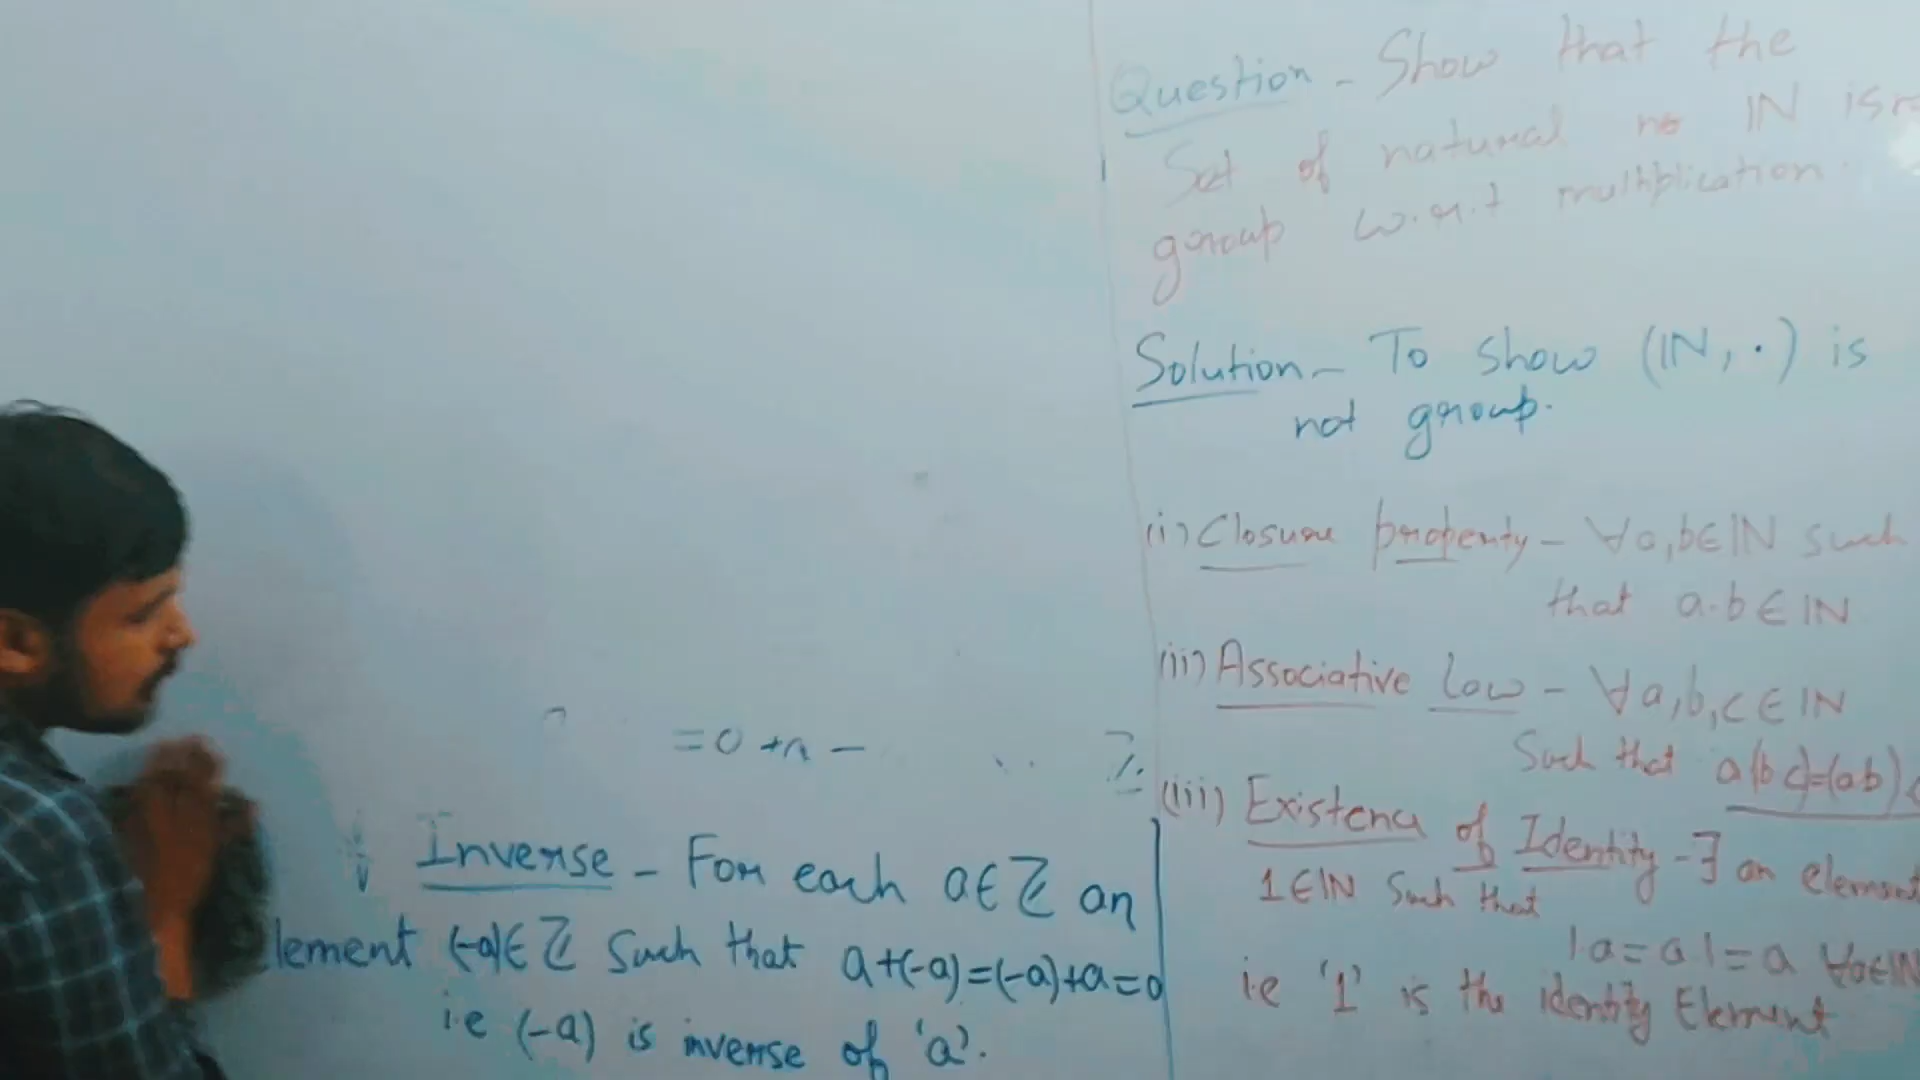 = 0 + a =
Inverse - For each a ∈ ℤ an
lement (-a) ∈ ℤ such that a+(-a)=(-a)+a=0
i.e (-a) is inverse of 'a'.
Question - Show that the
Set of natural no IN is
group w.r.t multiplication.
Solution - To show (IN, ·) is
not group.
(i) Closure property - ∀a,b∈IN such
that a.b ∈ IN
(ii) Associative law - ∀a,b,c ∈ IN
Such that a(bc)=(ab)c
(iii) Existence of Identity - ∃ an element
1∈IN Such that
1a=a1=a ∀a∈IN
i.e '1' is the identity Element